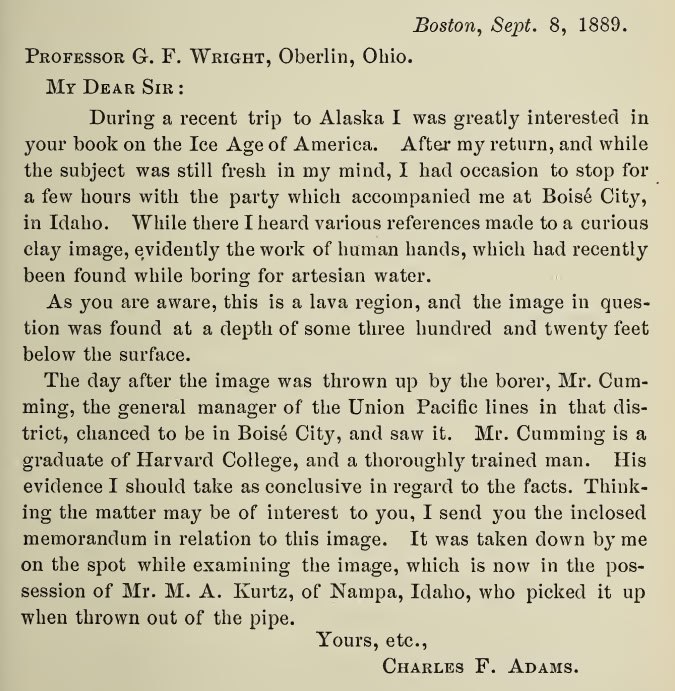 Boston, Sept. 8, 1889.
Professor G. F. Wright, Oberlin, Ohio.
My Dear Sir:
During a recent trip to Alaska I was greatly interested in
your book on the Ice Age of America. After my return, and while
the subject was still fresh in my mind, I had occasion to stop for
a few hours with the party which accompanied me at Boisé City,
in Idaho. While there I heard various references made to a curious
clay image, evidently the work of human hands, which had recently
been found while boring for artesian water.
As you are aware, this is a lava region, and the image in ques-
tion was found at a depth of some three hundred and twenty feet
below the surface.
The day after the image was thrown up by the borer, Mr. Cum-
ming, the general manager of the Union Pacific lines in that dis-
trict, chanced to be in Boisé City, and saw it. Mr. Cumming is a
graduate of Harvard College, and a thoroughly trained man. His
evidence I should take as conclusive in regard to the facts. Think-
ing the matter may be of interest to you, I send you the inclosed
memorandum in relation to this image. It was taken down by me
on the spot while examining the image, which is now in the pos-
session of Mr. M. A. Kurtz, of Nampa, Idaho, who picked it up
when thrown out of the pipe.
Yours, etc.,
Charles F. Adams.